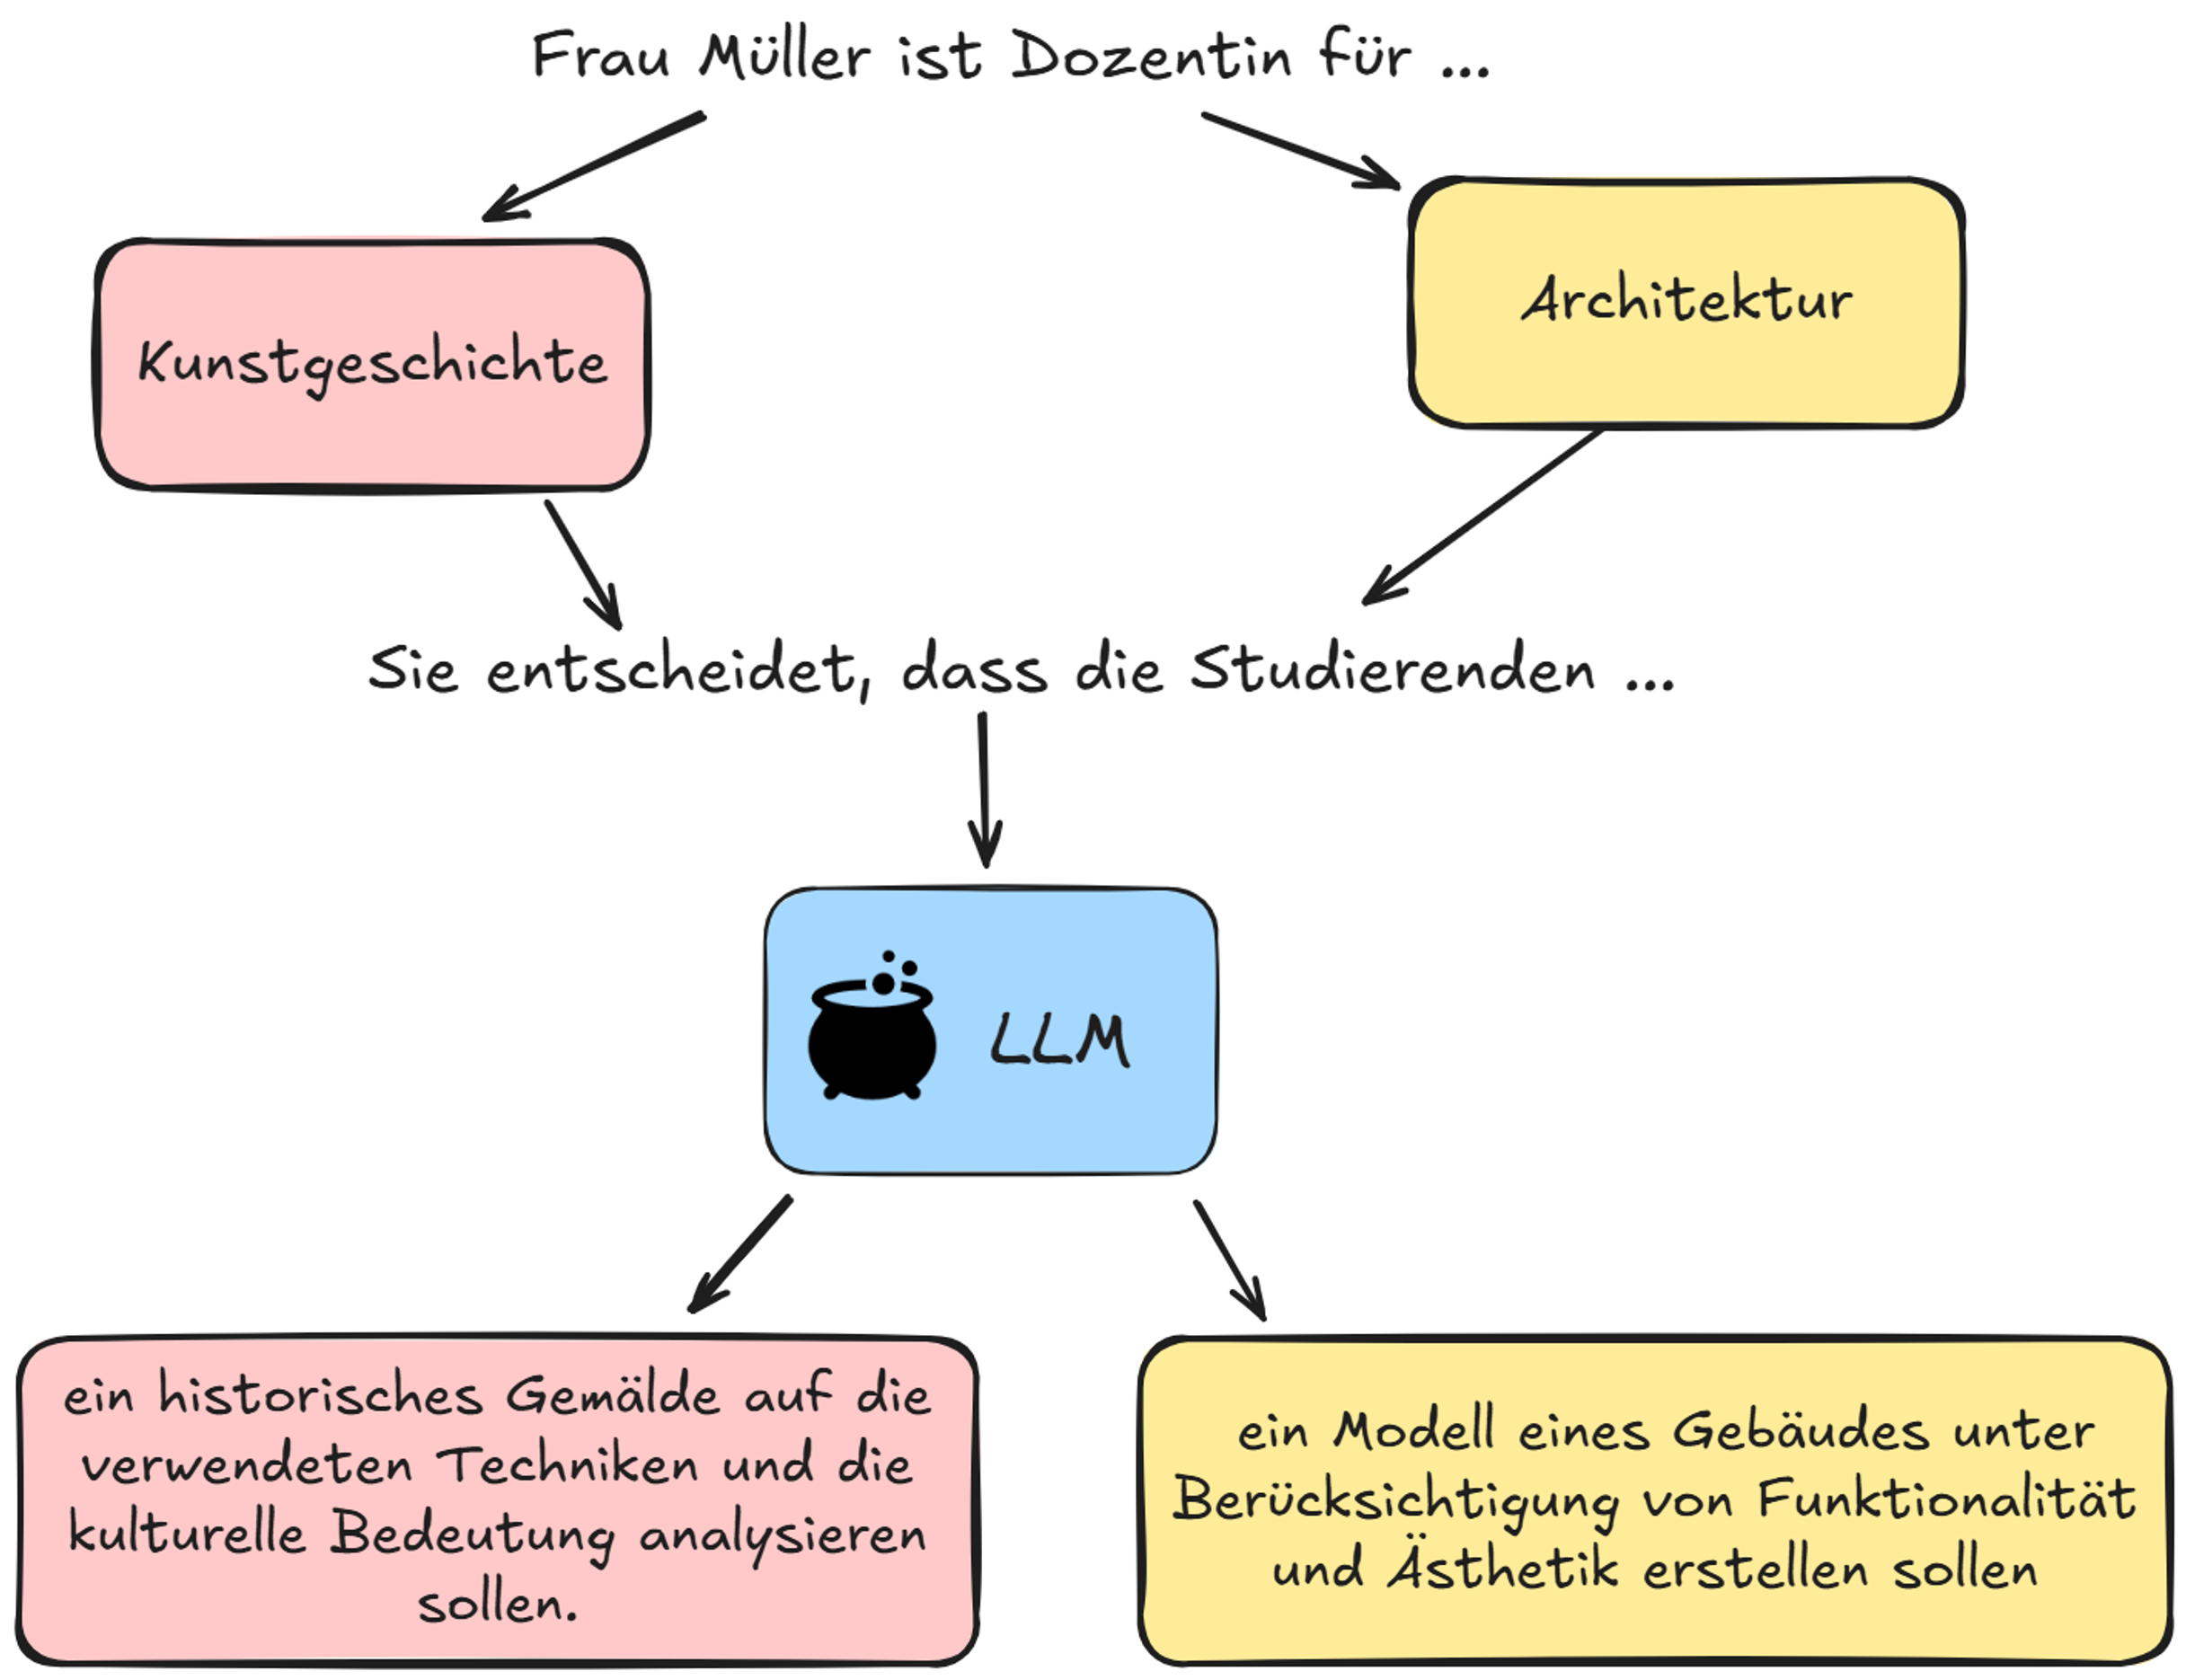 Frau Müller ist Dozentin für ...
Kunstgeschichte
Architektur
Sie entscheidet, dass die Studierenden ...
LLM
ein historisches Gemälde auf die
verwendeten Techniken und die
kulturelle Bedeutung analysieren
sollen.
ein Modell eines Gebäudes unter
Berücksichtigung von Funktionalität
und Ästhetik erstellen sollen